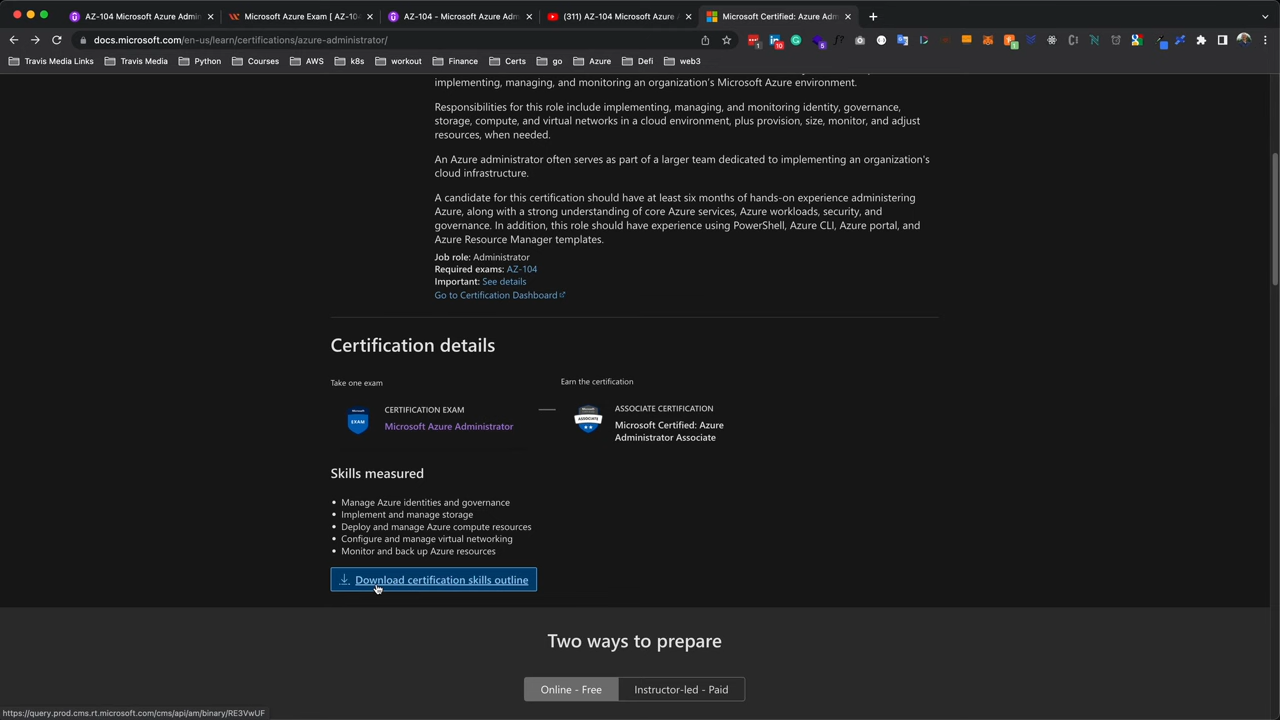 AZ-104 Microsoft Azure Admin
Microsoft Azure Exam [ AZ-104
AZ-104 - Microsoft Azure Adm
(311) AZ-104 Microsoft Azure
Microsoft Certified: Azure Adm
docs.microsoft.com/en-us/learn/certifications/azure-administrator/
Travis Media Links
Travis Media
Python
Courses
AWS
k8s
workout
Finance
Certs
go
Azure
Defi
web3
implementing, managing, and monitoring an organization's Microsoft Azure environment.
Responsibilities for this role include implementing, managing, and monitoring identity, governance,
storage, compute, and virtual networks in a cloud environment, plus provision, size, monitor, and adjust
resources, when needed.
An Azure administrator often serves as part of a larger team dedicated to implementing an organization's
cloud infrastructure.
A candidate for this certification should have at least six months of hands-on experience administering
Azure, along with a strong understanding of core Azure services, Azure workloads, security, and
governance. In addition, this role should have experience using PowerShell, Azure CLI, Azure portal, and
Azure Resource Manager templates.
Job role: Administrator
Required exams: AZ-104
Important: See details
Go to Certification Dashboard
Certification details
Take one exam
Earn the certification
CERTIFICATION EXAM
Microsoft Azure Administrator
ASSOCIATE CERTIFICATION
Microsoft Certified: Azure
Administrator Associate
EXAM
ASSOCIATE
Skills measured
• Manage Azure identities and governance
• Implement and manage storage
• Deploy and manage Azure compute resources
• Configure and manage virtual networking
• Monitor and back up Azure resources
Download certification skills outline
Two ways to prepare
Online - Free
Instructor-led - Paid
https://query.prod.cms.rt.microsoft.com/cms/api/am/binary/RE3VwUF